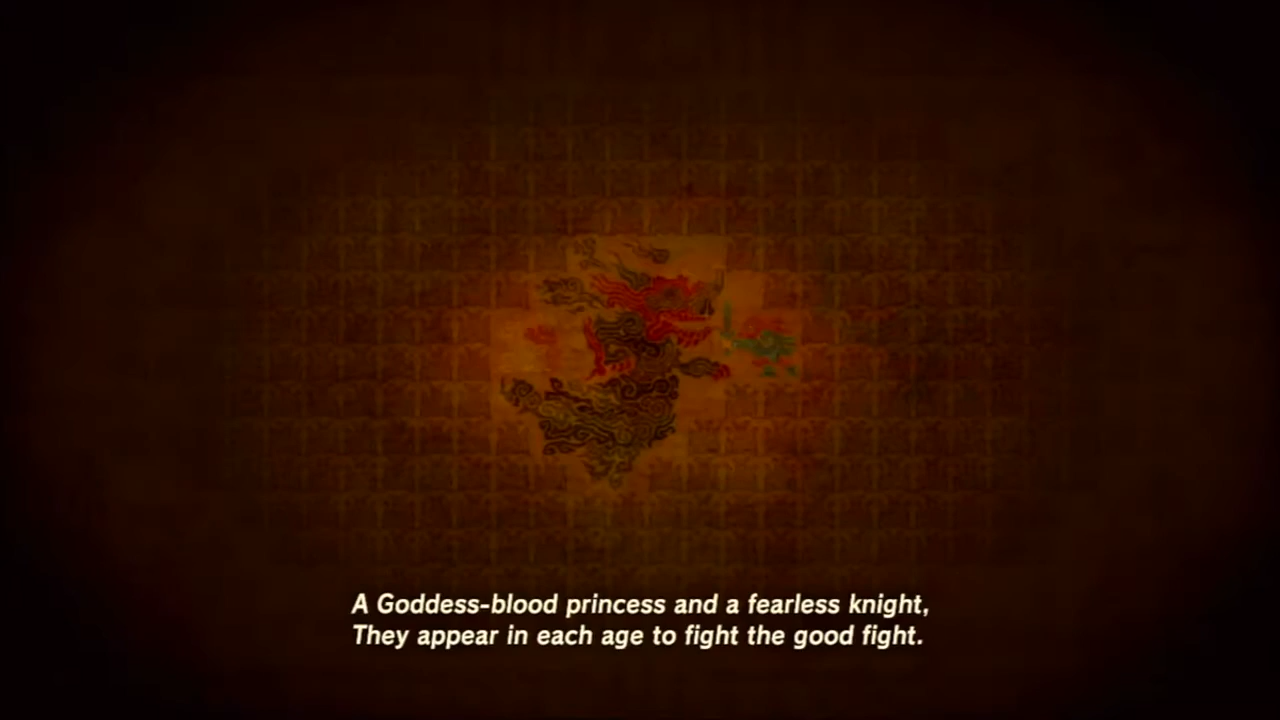 A Goddess-blood princess and a fearless knight,
They appear in each age to fight the good fight.